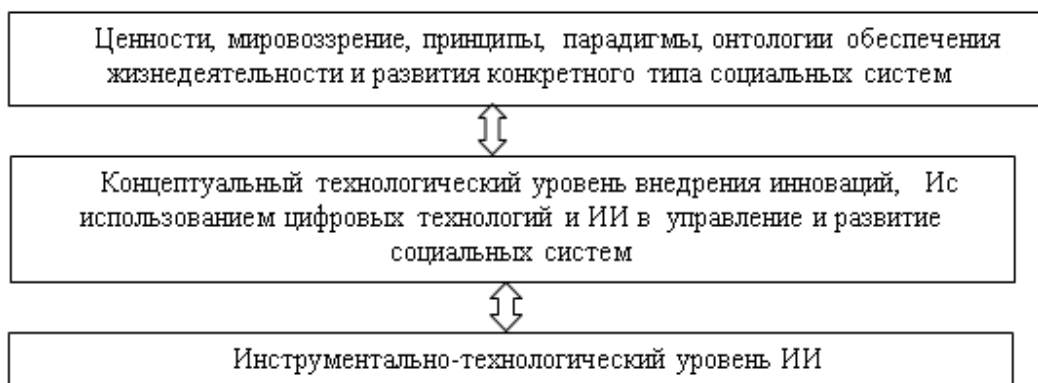 Ценности, мировоззрение, принципы, парадигмы, онтологии обеспечения
жизнедеятельности и развития конкретного типа социальных систем
Концептуальный технологический уровень внедрения инноваций, Ис
использованием цифровых технологий и ИИ в управление и развитие
социальных систем
Инструментально-технологический уровень ИИ